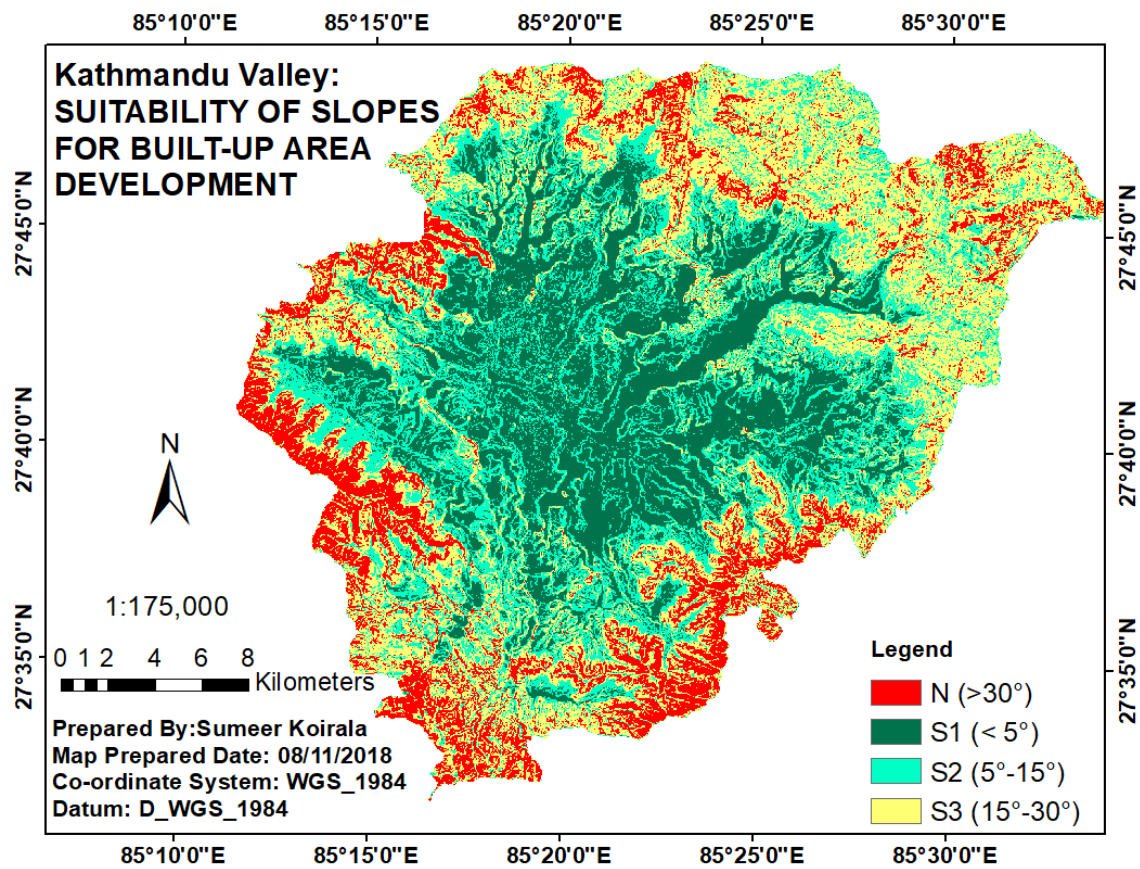 85°10'0"E 85°15'0"E 85°20'0"E 85°25'0"E 85°30'0"E
Kathmandu Valley:
SUITABILITY OF SLOPES
FOR BUILT-UP AREA
DEVELOPMENT
27°45'0"N
27°40'0"N
27°35'0"N
27°45'0"N
27°40'0"N
27°35'0"N
N
1:175,000
0 1 2 4 6 8
Kilometers
Prepared By:Sumeer Koirala
Map Prepared Date: 08/11/2018
Co-ordinate System: WGS_1984
Datum: D_WGS_1984
Legend
N (>30°)
S1 (< 5°)
S2 (5°-15°)
S3 (15°-30°)
85°10'0"E 85°15'0"E 85°20'0"E 85°25'0"E 85°30'0"E